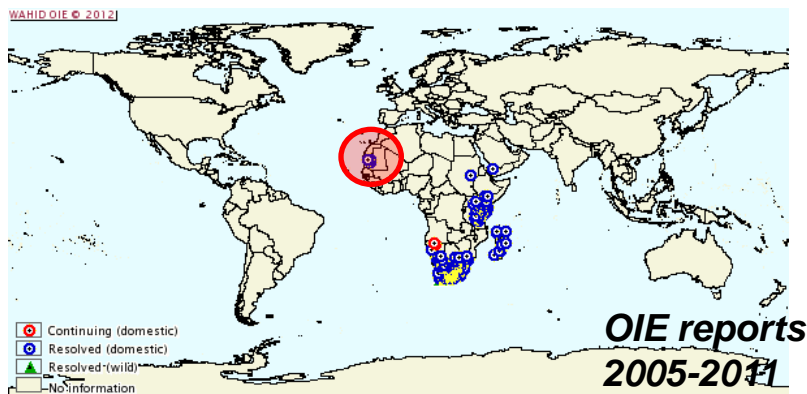 WAHID OIE © 2012
Continuing (domestic)
Resolved (domestic)
Resolved (wild)
No information
OIE reports
2005-2011